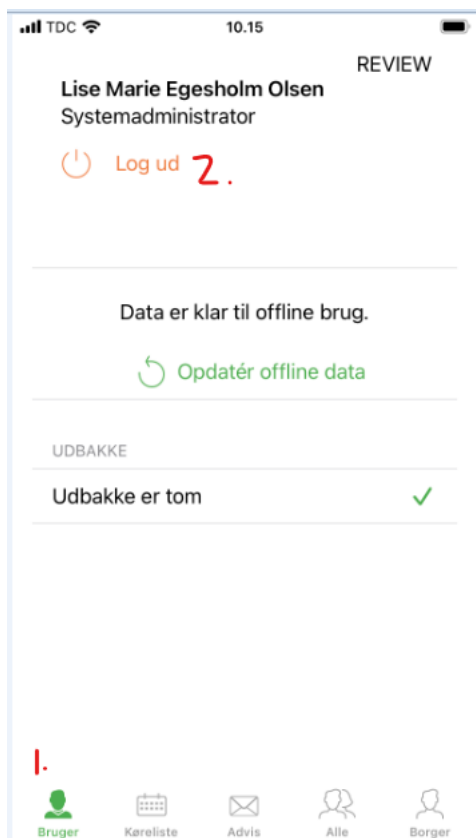 TDC 10.15
REVIEW
Lise Marie Egesholm Olsen
Systemadministrator
Log ud 2.
Data er klar til offline brug.
Opdatér offline data
UDBAKKE
Udbakke er tom
1.
Bruger Køreliste Advis Alle Borger